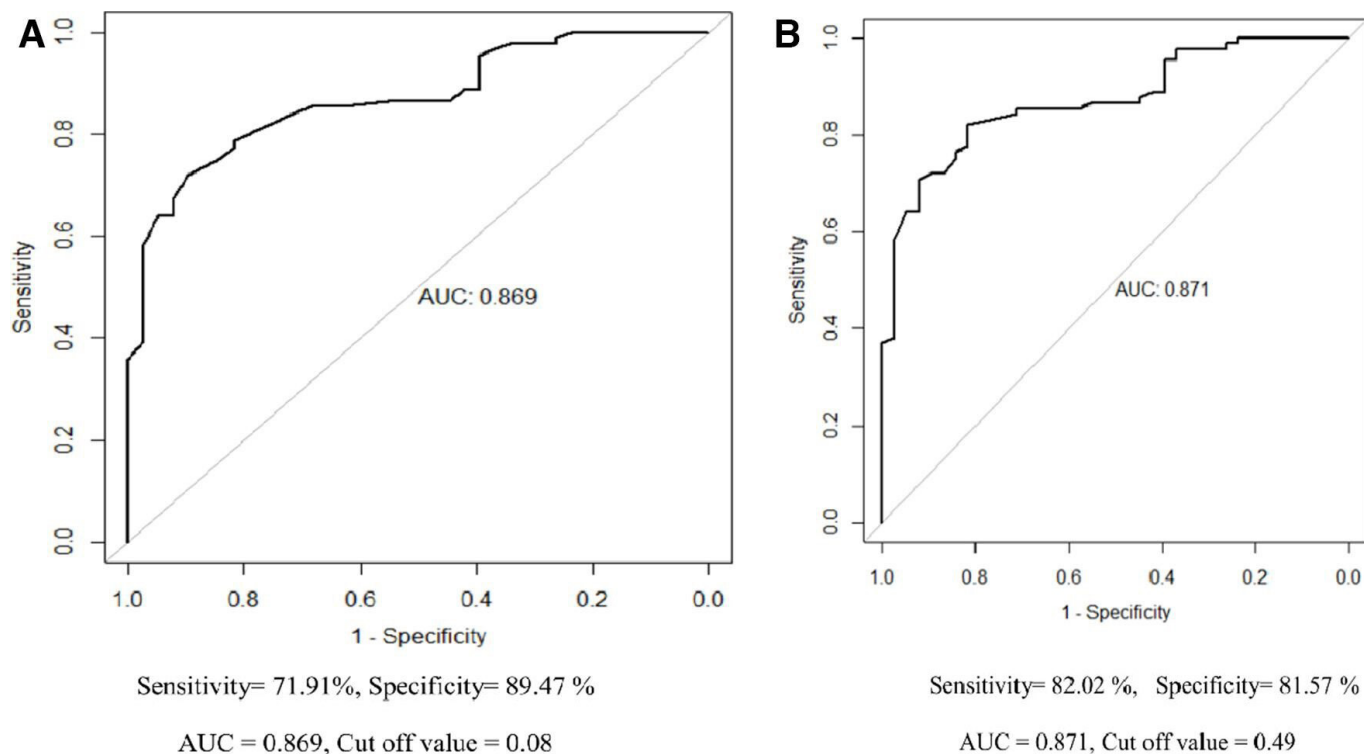 A
1.0
0.8
0.6
0.4
0.2
0.0
Sensitivity
AUC: 0.869
1.0 0.8 0.6 0.4 0.2 0.0
1 - Specificity
Sensitivity= 71.91%, Specificity= 89.47 %
AUC = 0.869, Cut off value = 0.08
B
1.0
0.8
0.6
0.4
0.2
0.0
Sensitivity
AUC: 0.871
1.0 0.8 0.6 0.4 0.2 0.0
1 - Specificity
Sensitivity= 82.02 %, Specificity= 81.57 %
AUC = 0.871, Cut off value = 0.49